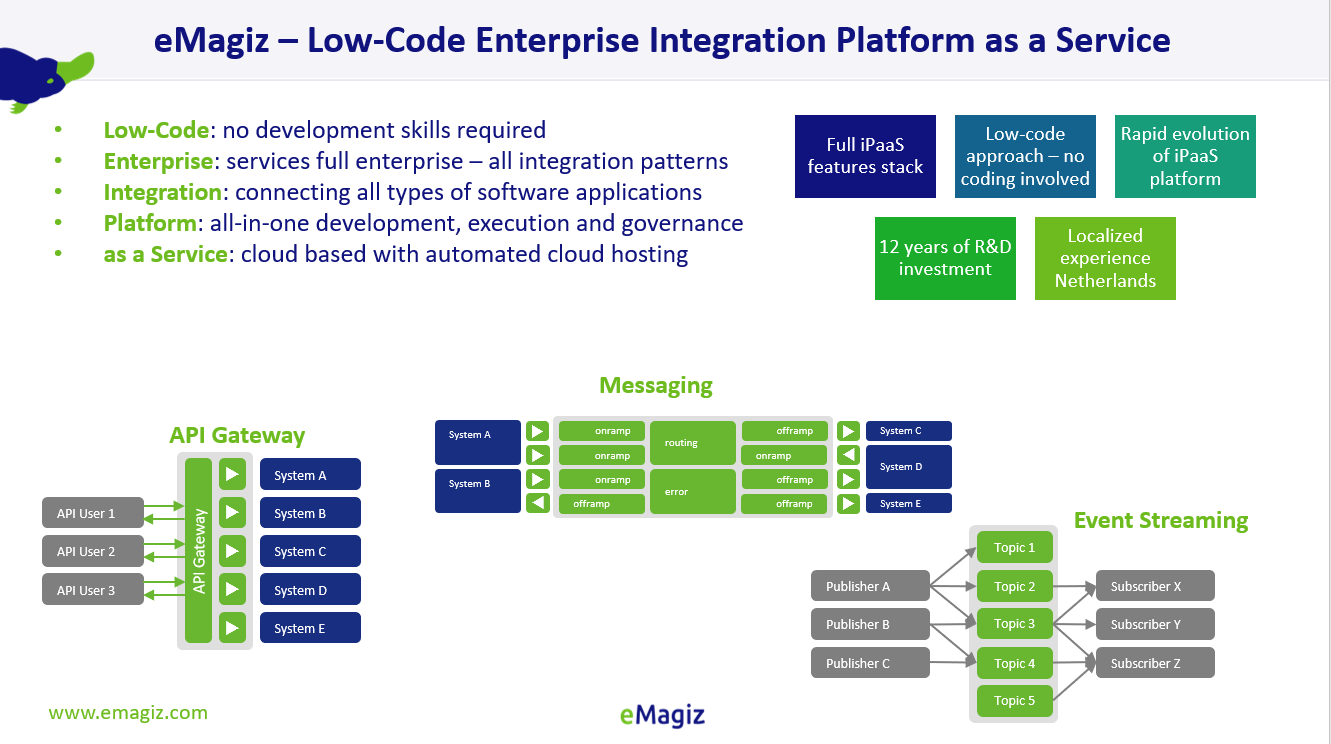 eMagiz – Low-Code Enterprise Integration Platform as a Service
• Low-Code: no development skills required
• Enterprise: services full enterprise – all integration patterns
• Integration: connecting all types of software applications
• Platform: all-in-one development, execution and governance
• as a Service: cloud based with automated cloud hosting
Full iPaaS
features stack
Low-code
approach – no
coding involved
Rapid evolution
of iPaaS
platform
12 years of R&D
investment
Localized
experience
Netherlands
API Gateway
API User 1
API User 2
API User 3
API Gateway
System A
System B
System C
System D
System E
Messaging
System A
System B
onramp
onramp
onramp
offramp
routing
error
offramp
onramp
offramp
offramp
System C
System D
System E
Event Streaming
Publisher A
Publisher B
Publisher C
Topic 1
Topic 2
Topic 3
Topic 4
Topic 5
Subscriber X
Subscriber Y
Subscriber Z
www.emagiz.com
eMagiz